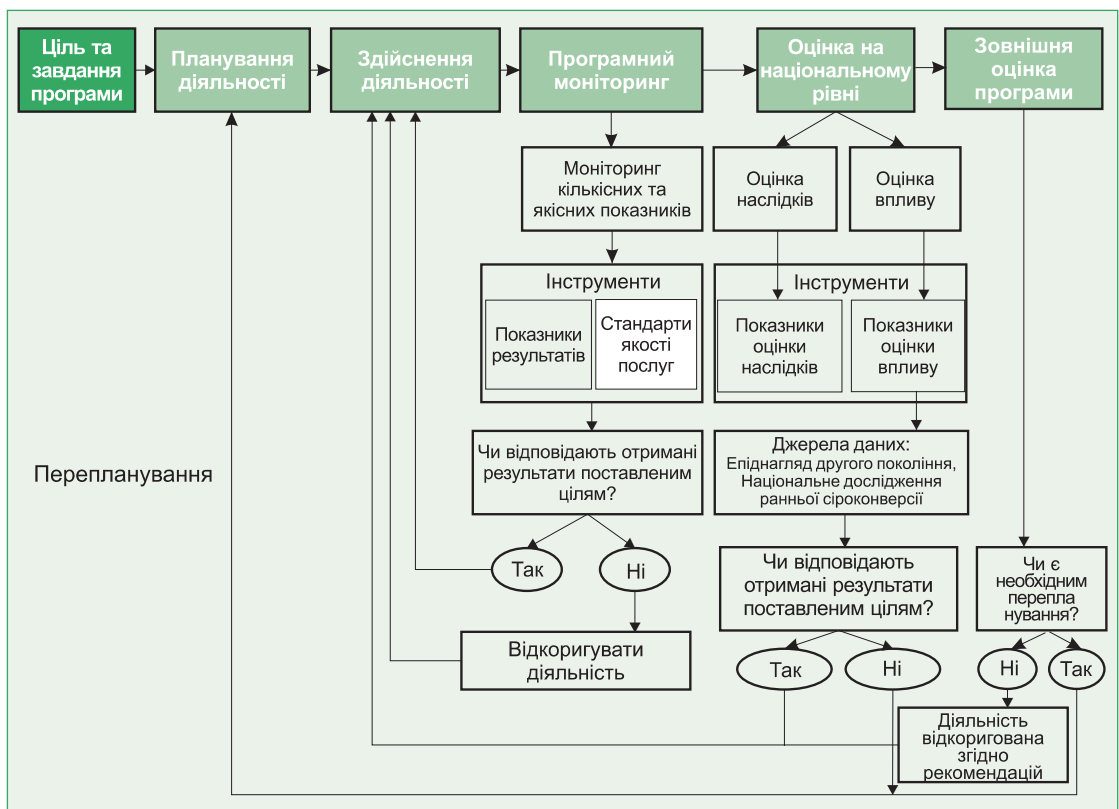 Ціль та
завдання
програми
Планування
діяльності
Здійснення
діяльності
Програмний
моніторинг
Оцінка на
національному
рівні
Зовнішня
оцінка
програми
Моніторинг
кількісних та
якісних показників
Оцінка
наслідків
Оцінка
впливу
Інструменти
Показники
результатів
Стандарти
якості
послуг
Інструменти
Показники
оцінки
наслідків
Показники
оцінки
впливу
Чи відповідають отримані
результати поставленим
цілям?
Джерела даних:
Епіднагляд другого покоління,
Національне дослідження
ранньої сіроконверсії
Перепланування
Так
Ні
Чи відповідають
отримані результати
поставленим цілям?
Чи є
необхідним
перепла
нування?
Відкоригувати
діяльність
Так
Ні
Ні
Так
Діяльність
відкоригована
згідно
рекомендацій